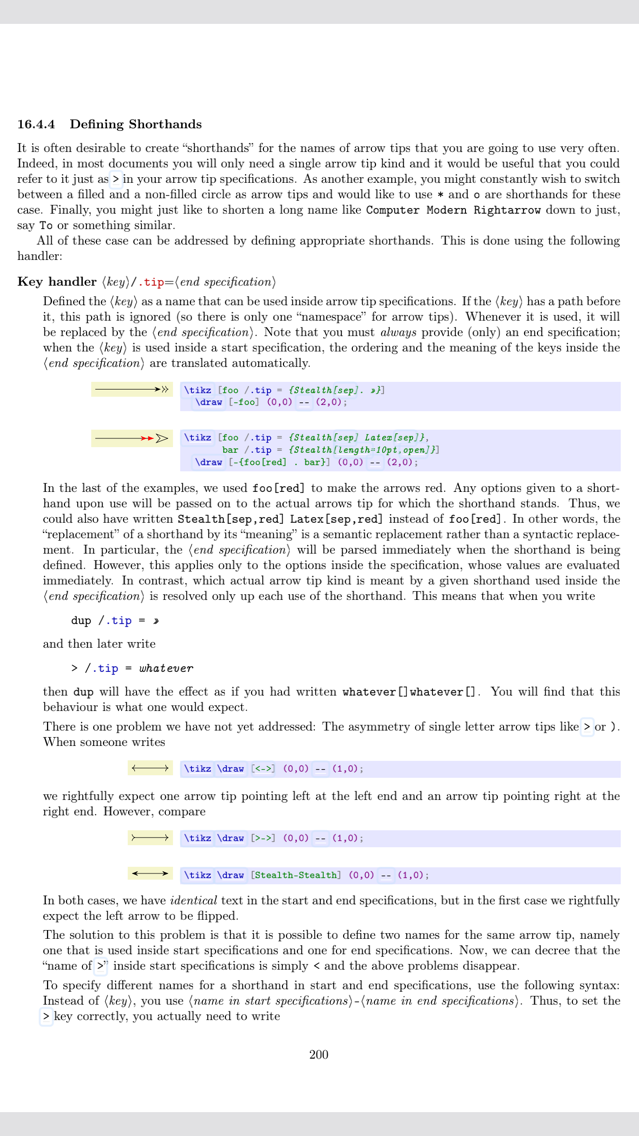 16.4.4 Defining Shorthands
It is often desirable to create “shorthands” for the names of arrow tips that you are going to use very often.
Indeed, in most documents you will only need a single arrow tip kind and it would be useful that you could
refer to it just as > in your arrow tip specifications. As another example, you might constantly wish to switch
between a filled and a non-filled circle as arrow tips and would like to use * and o are shorthands for these
case. Finally, you might just like to shorten a long name like Computer Modern Rightarrow down to just,
say To or something similar.
All of these case can be addressed by defining appropriate shorthands. This is done using the following
handler:
Key handler ⟨key⟩/.tip=⟨end specification⟩
Defined the ⟨key⟩ as a name that can be used inside arrow tip specifications. If the ⟨key⟩ has a path before
it, this path is ignored (so there is only one “namespace” for arrow tips). Whenever it is used, it will
be replaced by the ⟨end specification⟩. Note that you must always provide (only) an end specification;
when the ⟨key⟩ is used inside a start specification, the ordering and the meaning of the keys inside the
⟨end specification⟩ are translated automatically.
\tikz [foo /.tip = {Stealth[sep]. »}]
\draw [-foo] (0,0) -- (2,0);
\tikz [foo /.tip = {Stealth[sep] Latex[sep]},
bar /.tip = {Stealth[length=10pt,open]}]
\draw [-{foo[red] . bar}] (0,0) -- (2,0);
In the last of the examples, we used foo[red] to make the arrows red. Any options given to a short-
hand upon use will be passed on to the actual arrows tip for which the shorthand stands. Thus, we
could also have written Stealth[sep,red] Latex[sep,red] instead of foo[red]. In other words, the
“replacement” of a shorthand by its “meaning” is a semantic replacement rather than a syntactic replace-
ment. In particular, the ⟨end specification⟩ will be parsed immediately when the shorthand is being
defined. However, this applies only to the options inside the specification, whose values are evaluated
immediately. In contrast, which actual arrow tip kind is meant by a given shorthand used inside the
⟨end specification⟩ is resolved only up each use of the shorthand. This means that when you write
dup /.tip = »
and then later write
> /.tip = whatever
then dup will have the effect as if you had written whatever[]whatever[]. You will find that this
behaviour is what one would expect.
There is one problem we have not yet addressed: The asymmetry of single letter arrow tips like > or ).
When someone writes
\tikz \draw [<->] (0,0) -- (1,0);
we rightfully expect one arrow tip pointing left at the left end and an arrow tip pointing right at the
right end. However, compare
\tikz \draw [>->] (0,0) -- (1,0);
\tikz \draw [Stealth-Stealth] (0,0) -- (1,0);
In both cases, we have identical text in the start and end specifications, but in the first case we rightfully
expect the left arrow to be flipped.
The solution to this problem is that it is possible to define two names for the same arrow tip, namely
one that is used inside start specifications and one for end specifications. Now, we can decree that the
“name of >” inside start specifications is simply < and the above problems disappear.
To specify different names for a shorthand in start and end specifications, use the following syntax:
Instead of ⟨key⟩, you use ⟨name in start specifications⟩-⟨name in end specifications⟩. Thus, to set the
> key correctly, you actually need to write
200